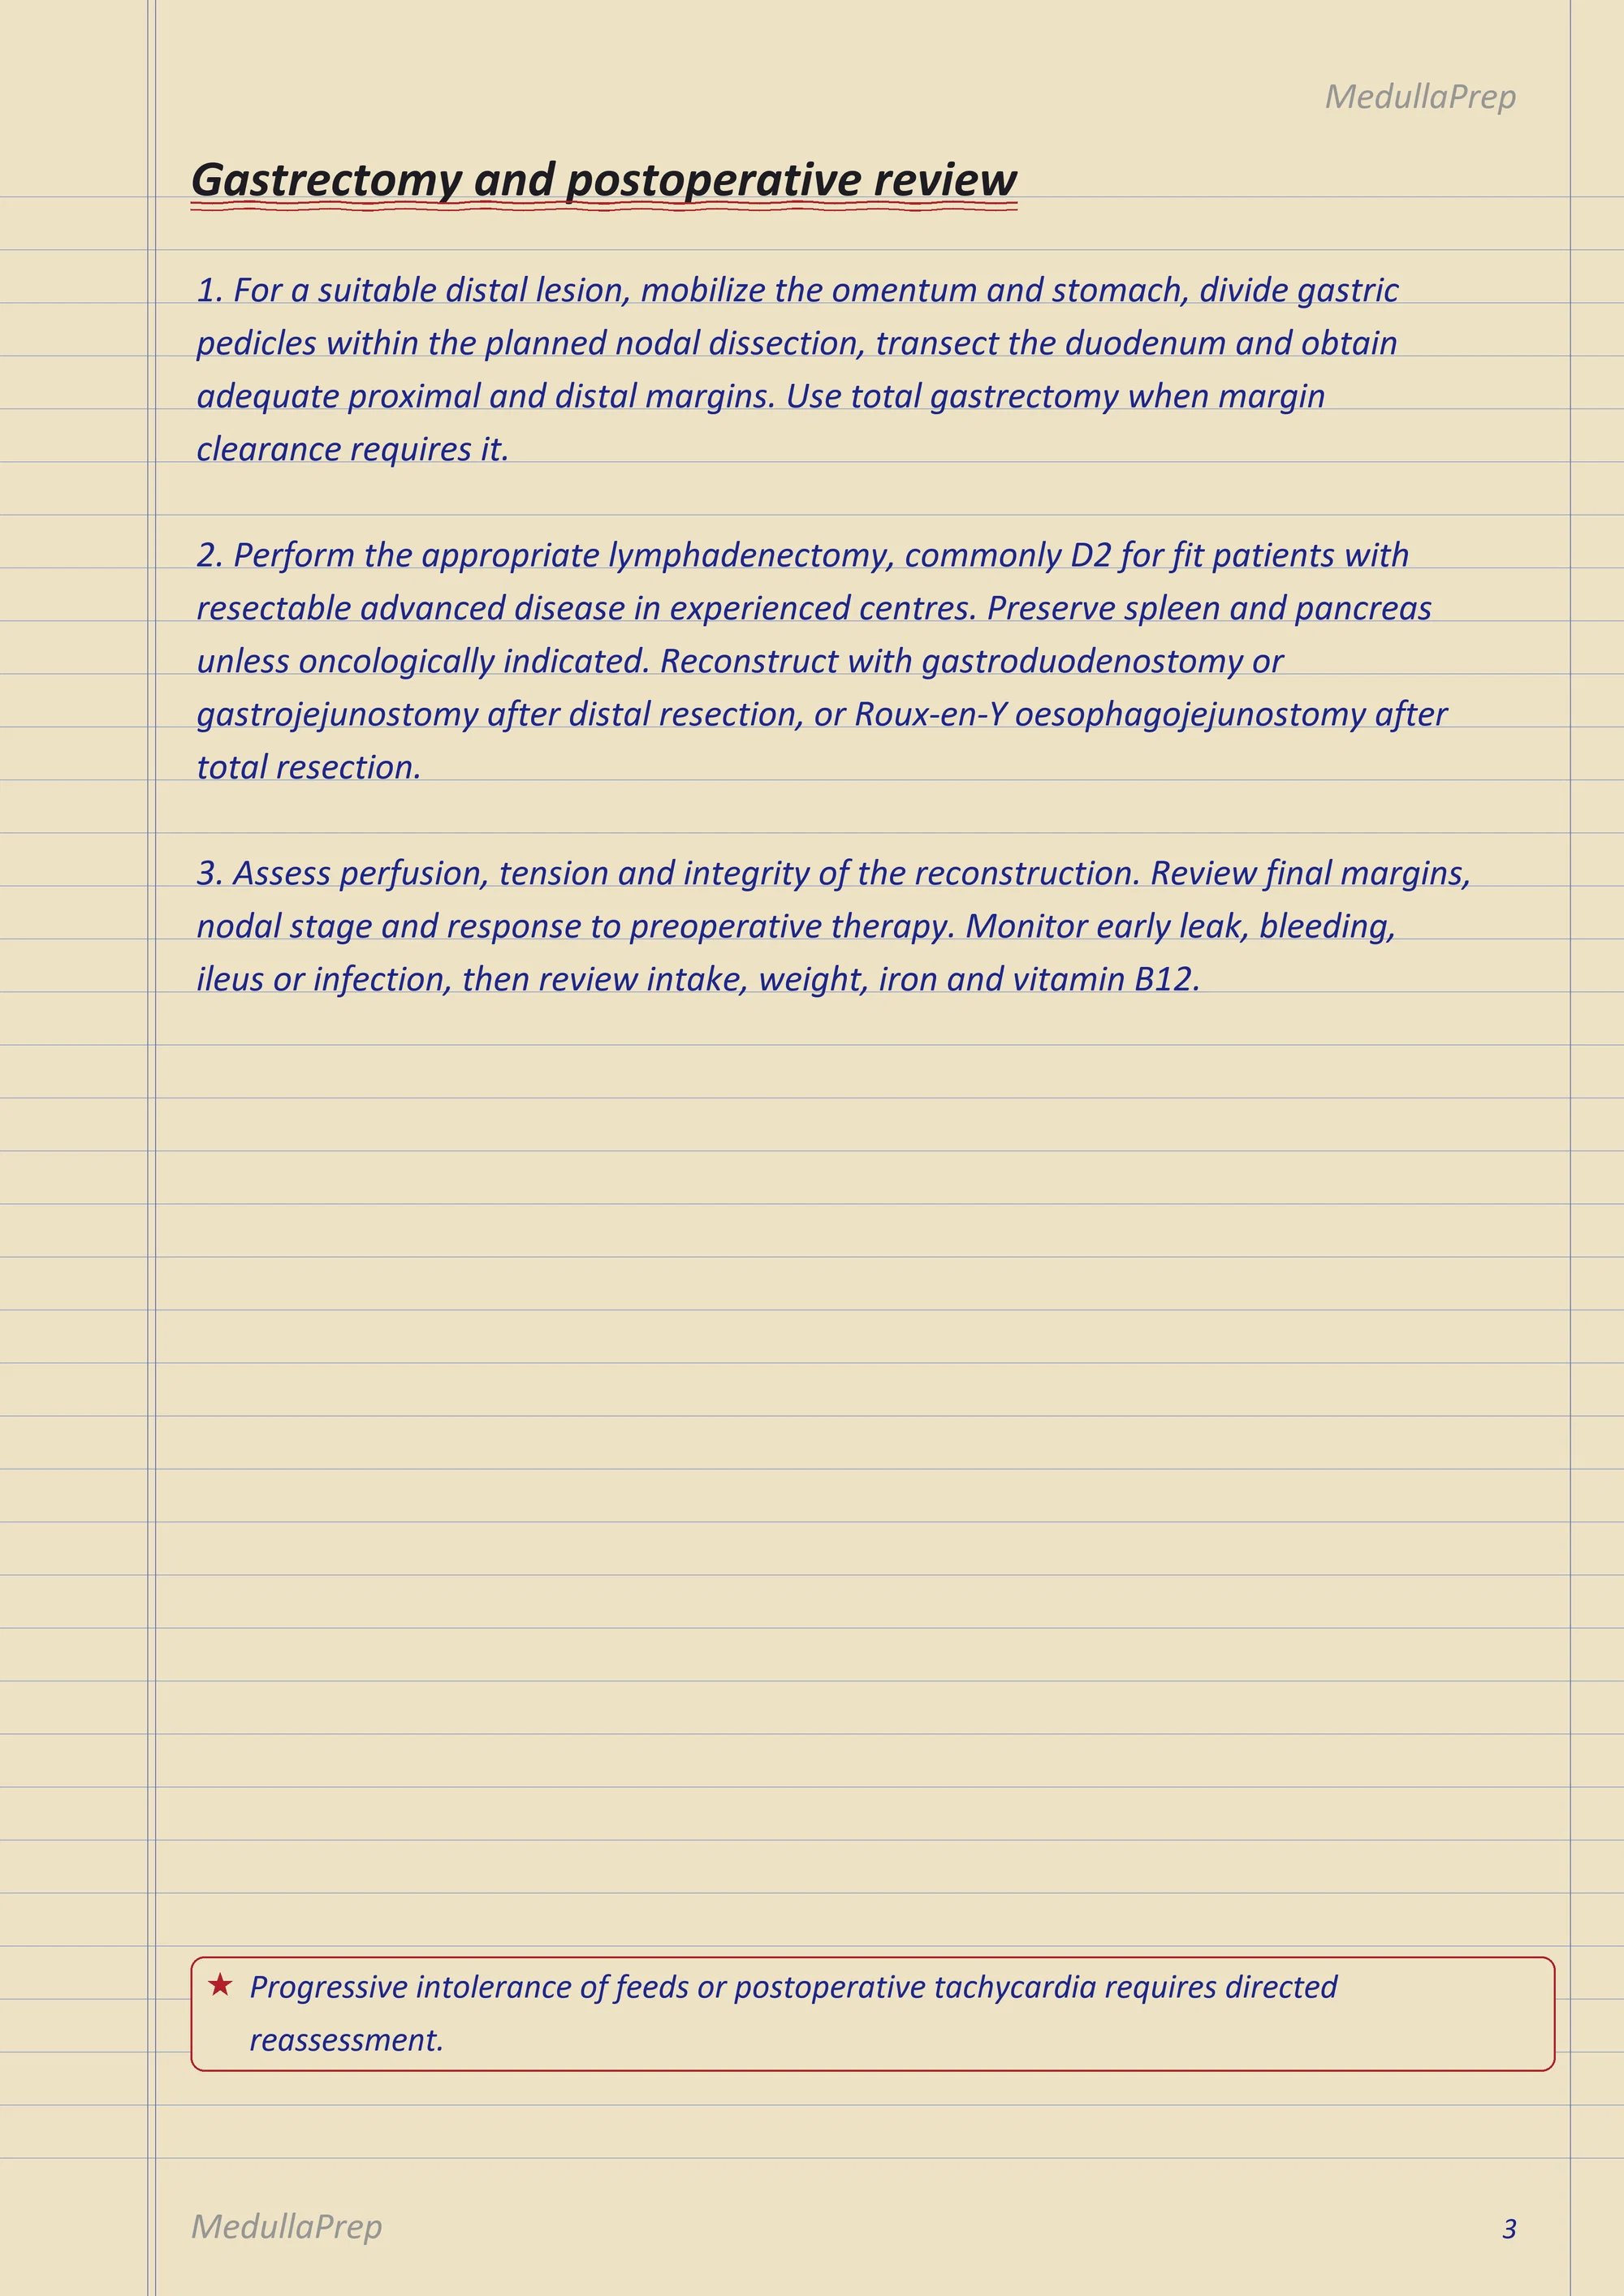 MedullaPrep
Gastrectomy and postoperative review
1. For a suitable distal lesion, mobilize the omentum and stomach, divide gastric
pedicles within the planned nodal dissection, transect the duodenum and obtain
adequate proximal and distal margins. Use total gastrectomy when margin
clearance requires it.
2. Perform the appropriate lymphadenectomy, commonly D2 for fit patients with
resectable advanced disease in experienced centres. Preserve spleen and pancreas
unless oncologically indicated. Reconstruct with gastroduodenostomy or
gastrojejunostomy after distal resection, or Roux-en-Y oesophagojejunostomy after
total resection.
3. Assess perfusion, tension and integrity of the reconstruction. Review final margins,
nodal stage and response to preoperative therapy. Monitor early leak, bleeding,
ileus or infection, then review intake, weight, iron and vitamin B12.
★ Progressive intolerance of feeds or postoperative tachycardia requires directed
reassessment.
MedullaPrep
3